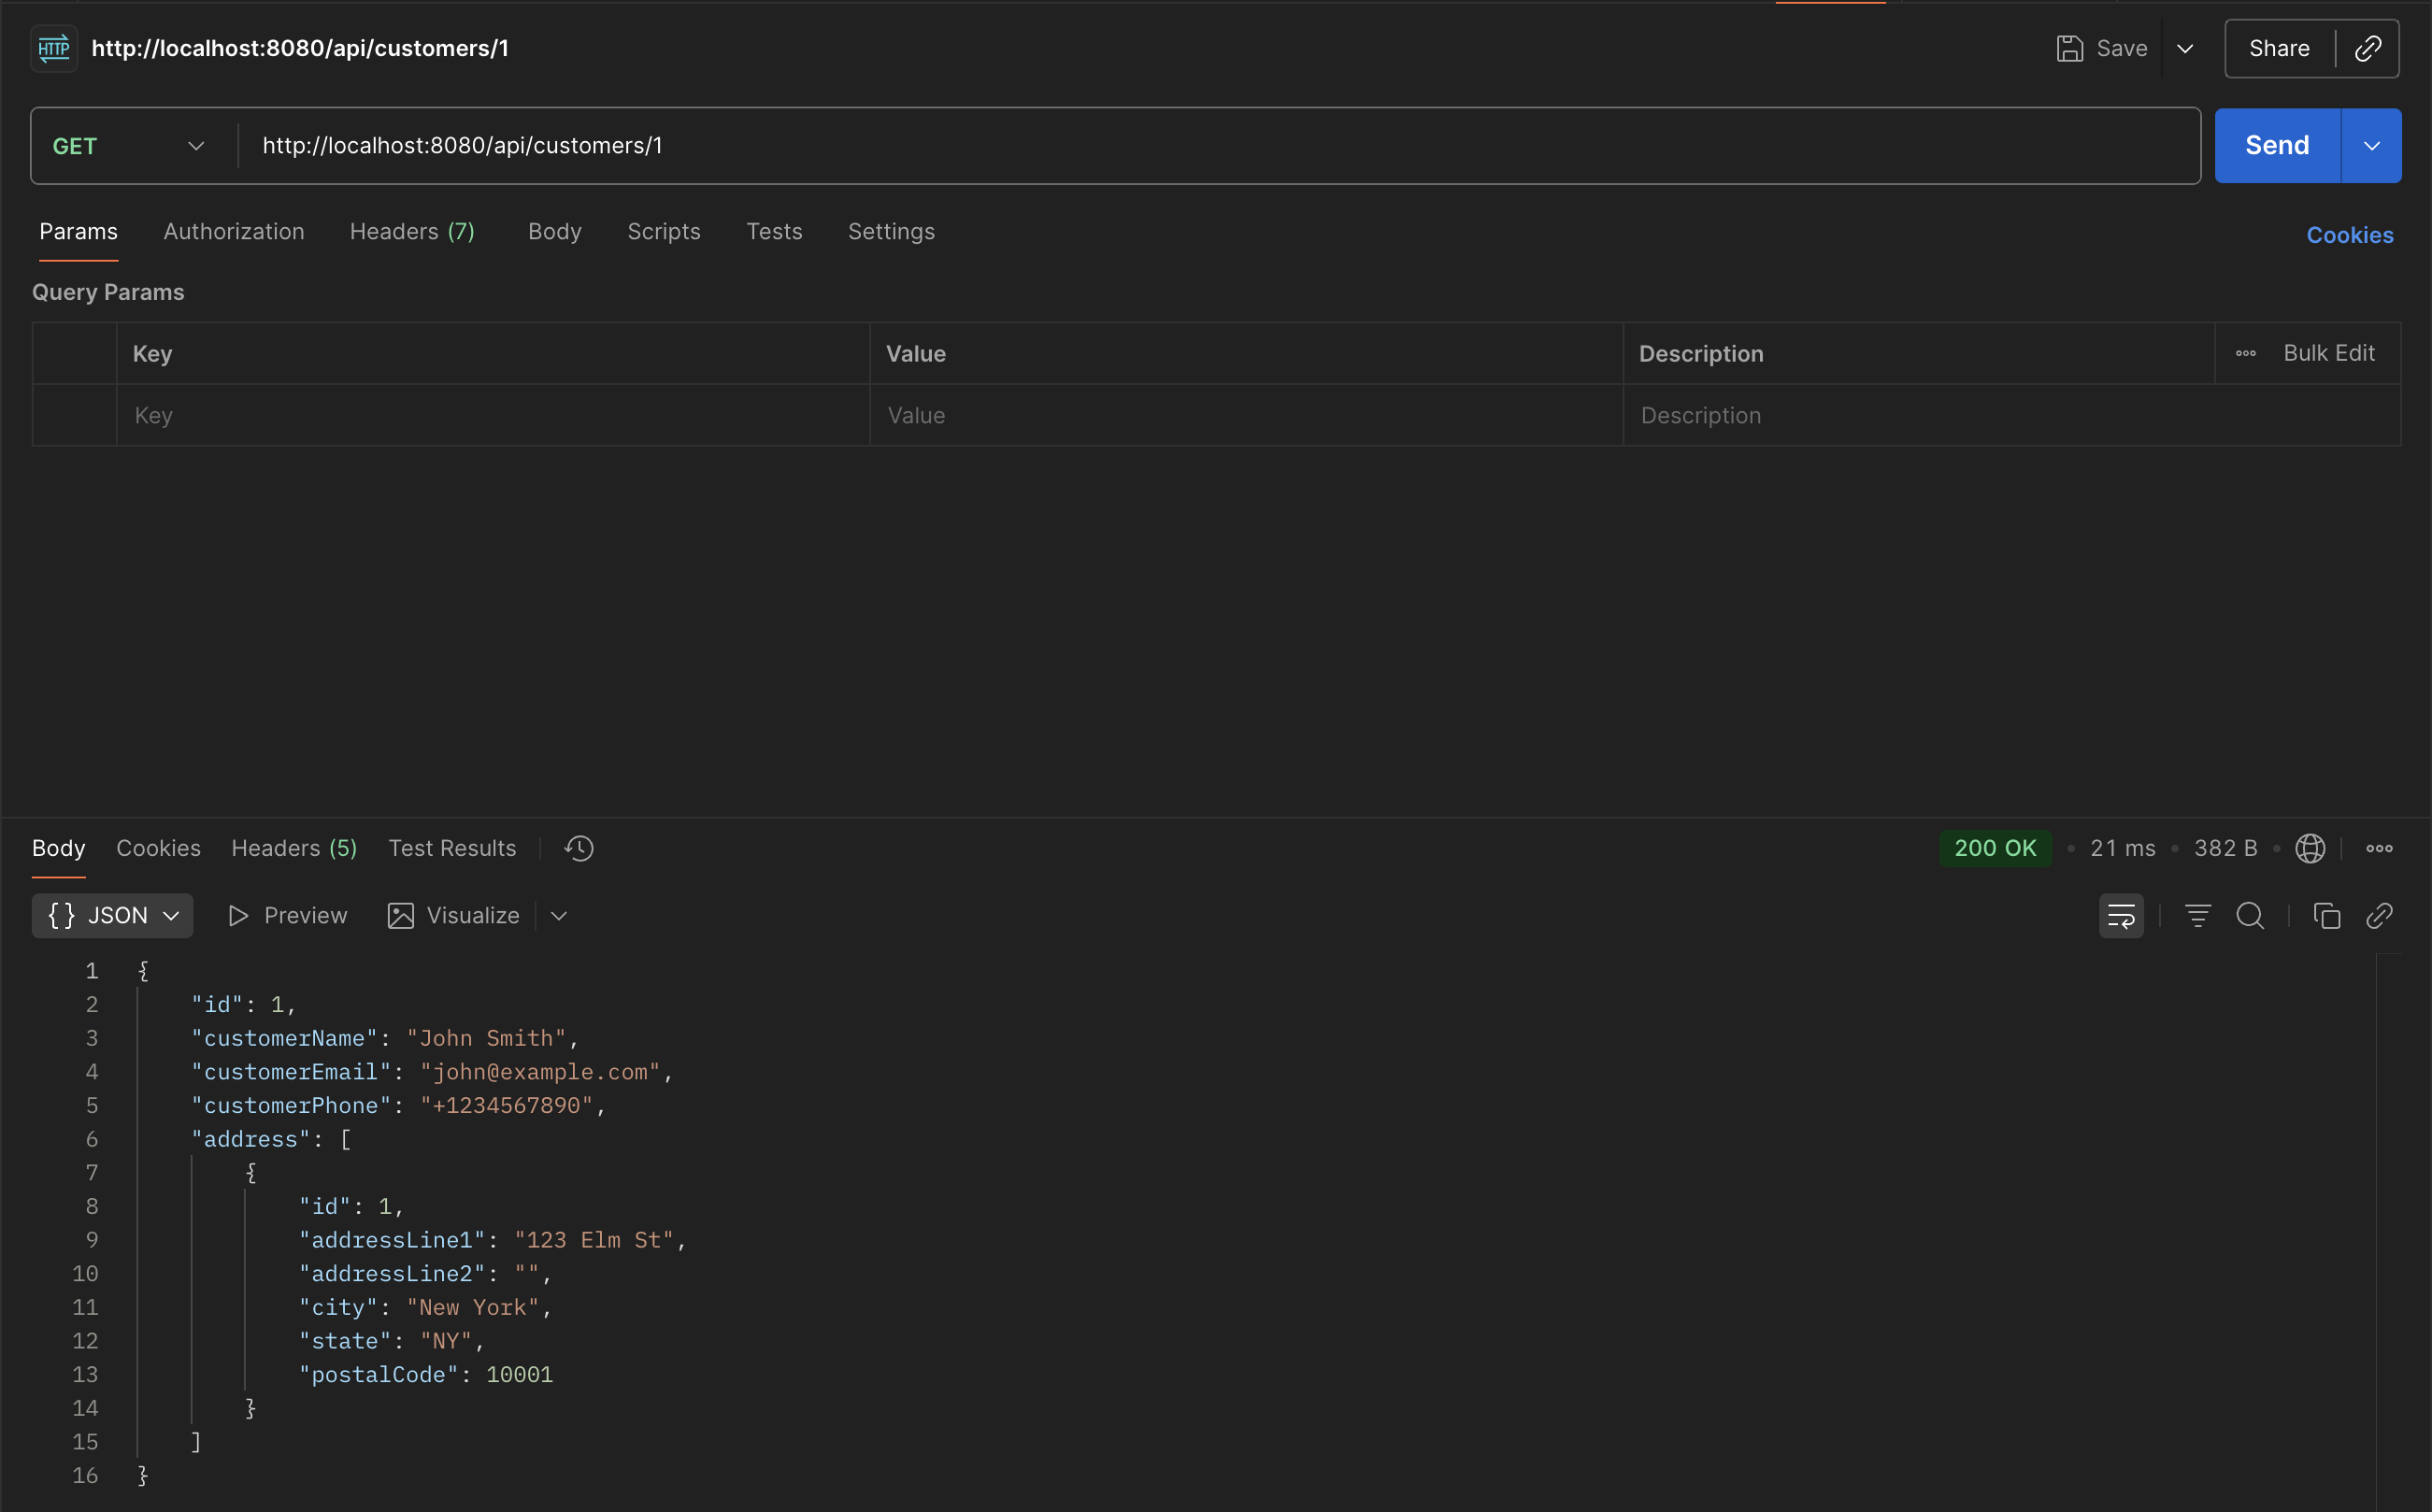 HTTP http://localhost:8080/api/customers/1 Save Share
GET http://localhost:8080/api/customers/1 Send
Params Authorization Headers (7) Body Scripts Tests Settings Cookies
Query Params
Key Value Description Bulk Edit
Key Value Description
Body Cookies Headers (5) Test Results 200 OK • 21 ms • 382 B •
{} JSON Preview Visualize
1 {
2 "id": 1,
3 "customerName": "John Smith",
4 "customerEmail": "john@example.com",
5 "customerPhone": "+1234567890",
6 "address": [
7 {
8 "id": 1,
9 "addressLine1": "123 Elm St",
10 "addressLine2": "",
11 "city": "New York",
12 "state": "NY",
13 "postalCode": 10001
14 }
15 ]
16 }